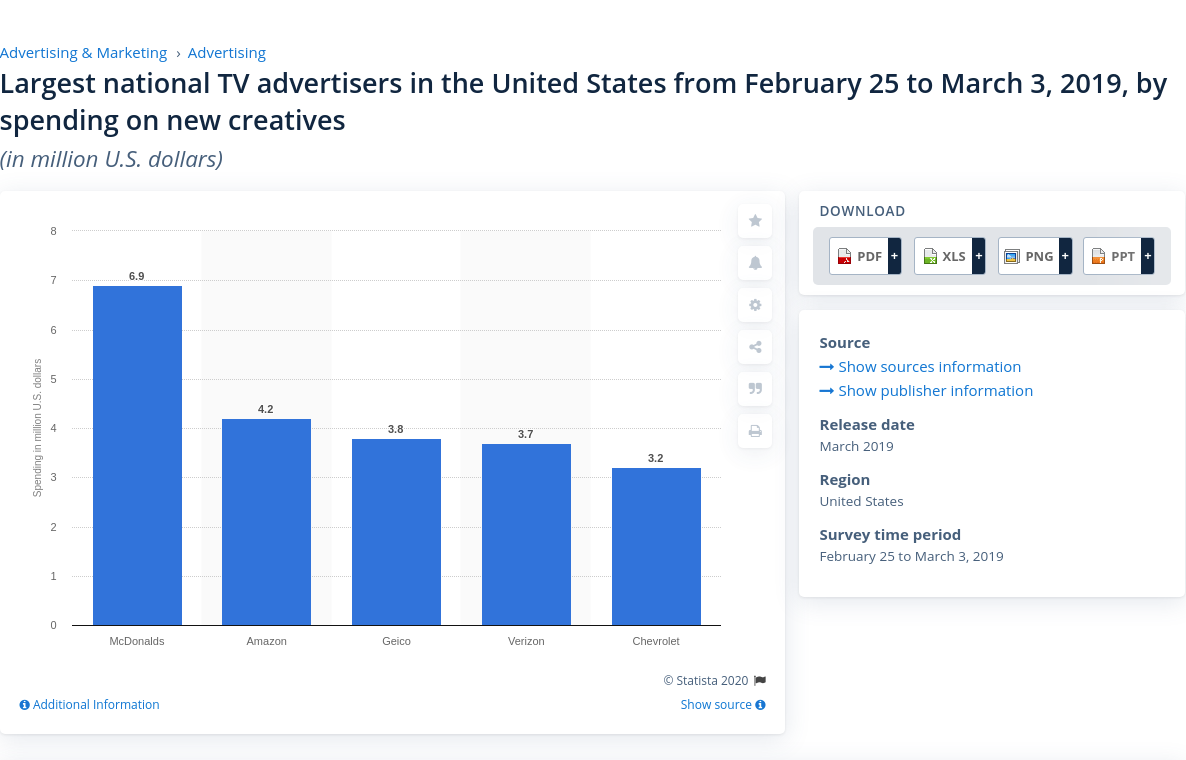 Advertising & Marketing › Advertising
Largest national TV advertisers in the United States from February 25 to March 3, 2019, by
spending on new creatives
(in million U.S. dollars)
Spending in million U.S. dollars
8
7
6
5
4
3
2
1
0
6.9
4.2
3.8
3.7
3.2
McDonalds Amazon Geico Verizon Chevrolet
© Statista 2020
Additional Information Show source
DOWNLOAD
PDF + XLS + PNG + PPT +
Source
Show sources information
Show publisher information
Release date
March 2019
Region
United States
Survey time period
February 25 to March 3, 2019